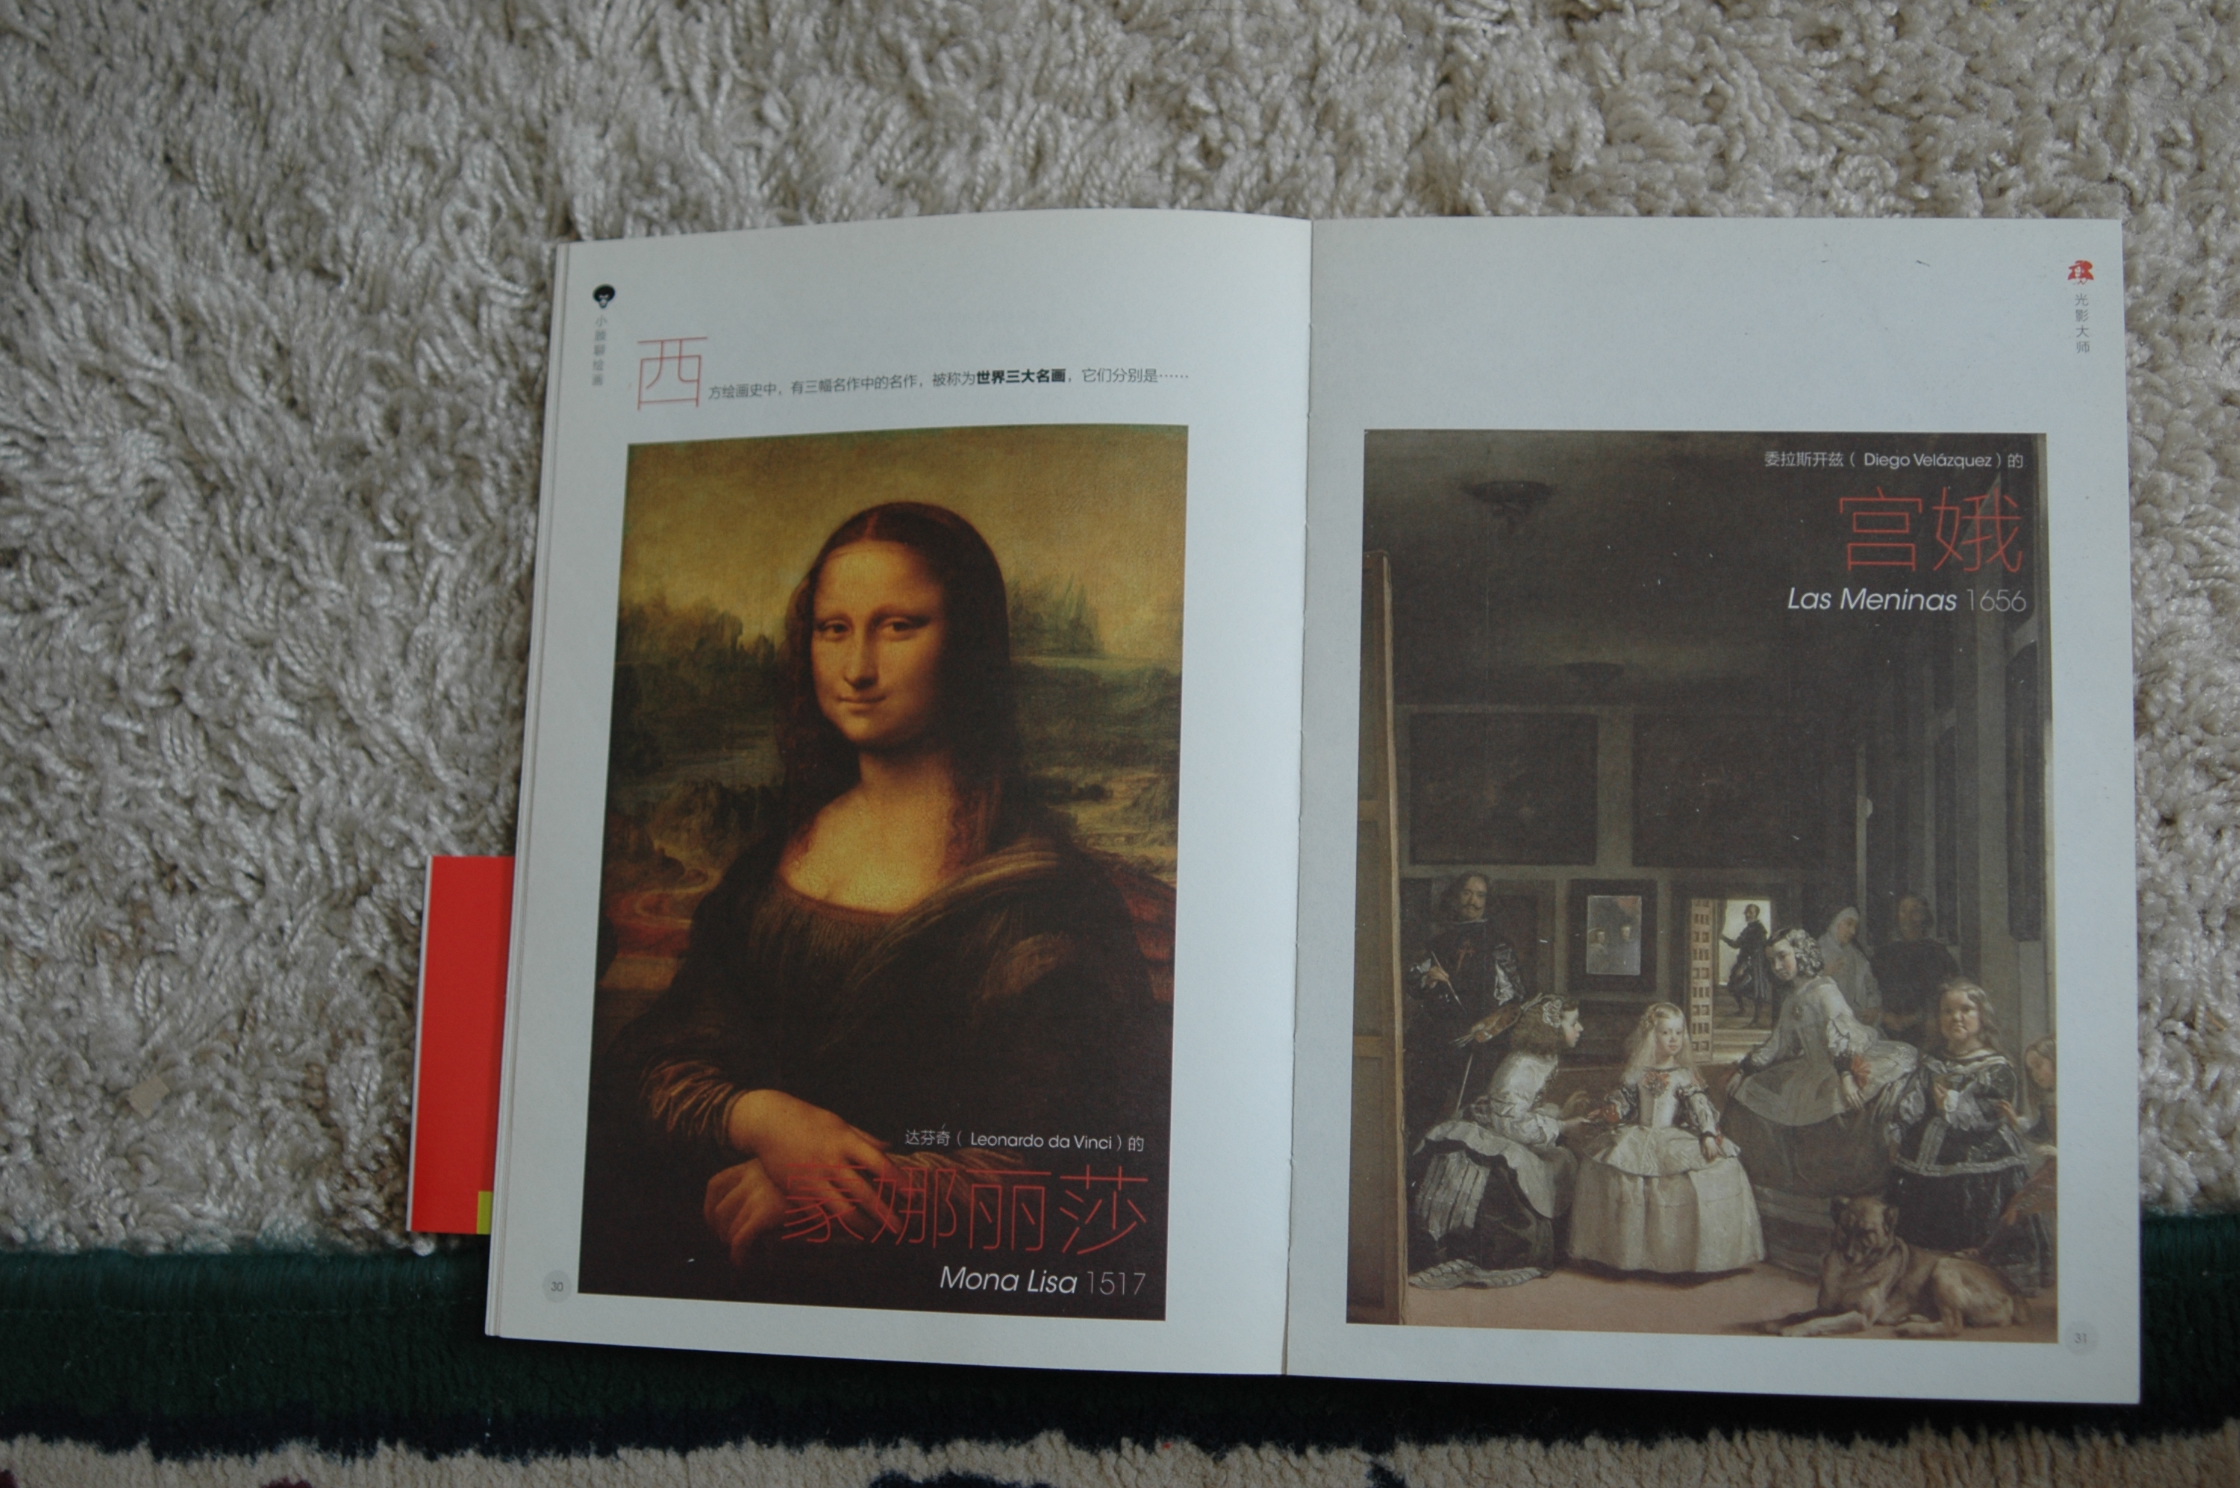 小顾聊绘画
西方绘画史中，有三幅名作中的名作，被称为世界三大名画，它们分别是……
达芬奇（Leonardo da Vinci）的
蒙娜丽莎
Mona Lisa 1517
30
光影大师
委拉斯开兹（Diego Velázquez）的
宫娥
Las Meninas 1656
31